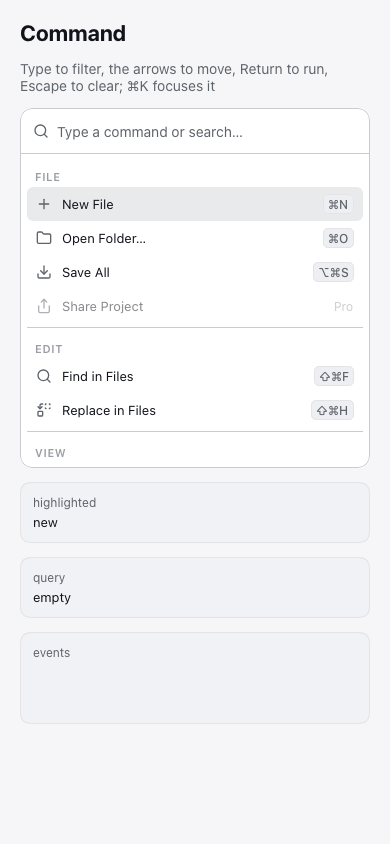 Command
Type to filter, the arrows to move, Return to run,
Escape to clear; ⌘K focuses it
Type a command or search…
FILE
New File ⌘N
Open Folder… ⌘O
Save All ⌥⌘S
Share Project Pro
EDIT
Find in Files ⇧⌘F
Replace in Files ⇧⌘H
VIEW
highlighted
new
query
empty
events